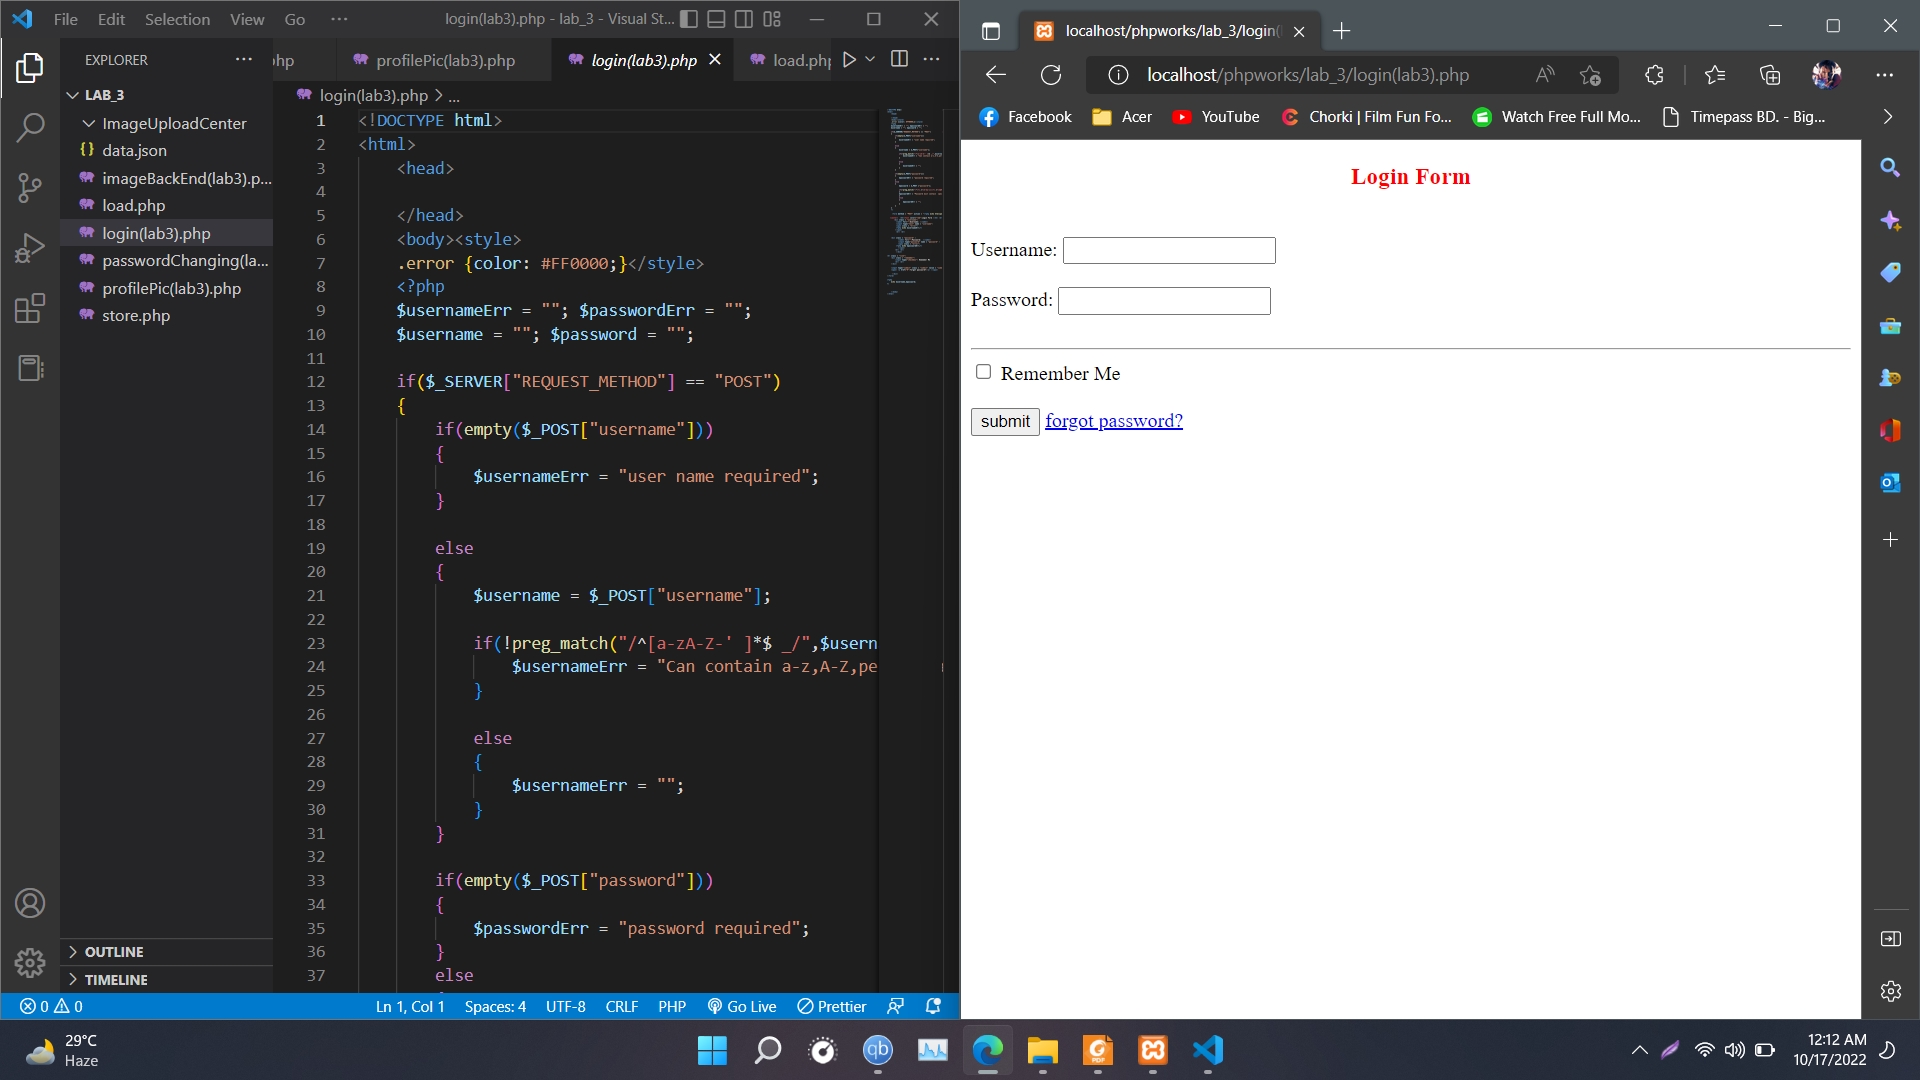 File Edit Selection View Go ··· login(lab3).php - lab_3 - Visual St...
EXPLORER ···
LAB_3
ImageUploadCenter
{} data.json
imageBackEnd(lab3).p...
load.php
login(lab3).php
passwordChanging(la...
profilePic(lab3).php
store.php
OUTLINE
TIMELINE
hp profilePic(lab3).php login(lab3).php load.php ···
login(lab3).php > ...
1 <!DOCTYPE html>
2 <html>
3 <head>
4
5 </head>
6 <body><style>
7 .error {color: #FF0000;}</style>
8 <?php
9 $usernameErr = ""; $passwordErr = "";
10 $username = ""; $password = "";
11
12 if($_SERVER["REQUEST_METHOD"] == "POST")
13 {
14 if(empty($_POST["username"]))
15 {
16 $usernameErr = "user name required";
17 }
18
19 else
20 {
21 $username = $_POST["username"];
22
23 if(!preg_match("/^[a-zA-Z-' ]*$ _/",$usern
24 $usernameErr = "Can contain a-z,A-Z,pe
25 }
26
27 else
28 {
29 $usernameErr = "";
30 }
31 }
32
33 if(empty($_POST["password"]))
34 {
35 $passwordErr = "password required";
36 }
37 else
0 0 Ln 1, Col 1 Spaces: 4 UTF-8 CRLF PHP Go Live Prettier
localhost/phpworks/lab_3/login(
localhost/phpworks/lab_3/login(lab3).php
Facebook Acer YouTube Chorki | Film Fun Fo... Watch Free Full Mo... Timepass BD. - Big...
Login Form
Username:
Password:
Remember Me
submit forgot password?
29°C
Haze
qb
12:12 AM
10/17/2022